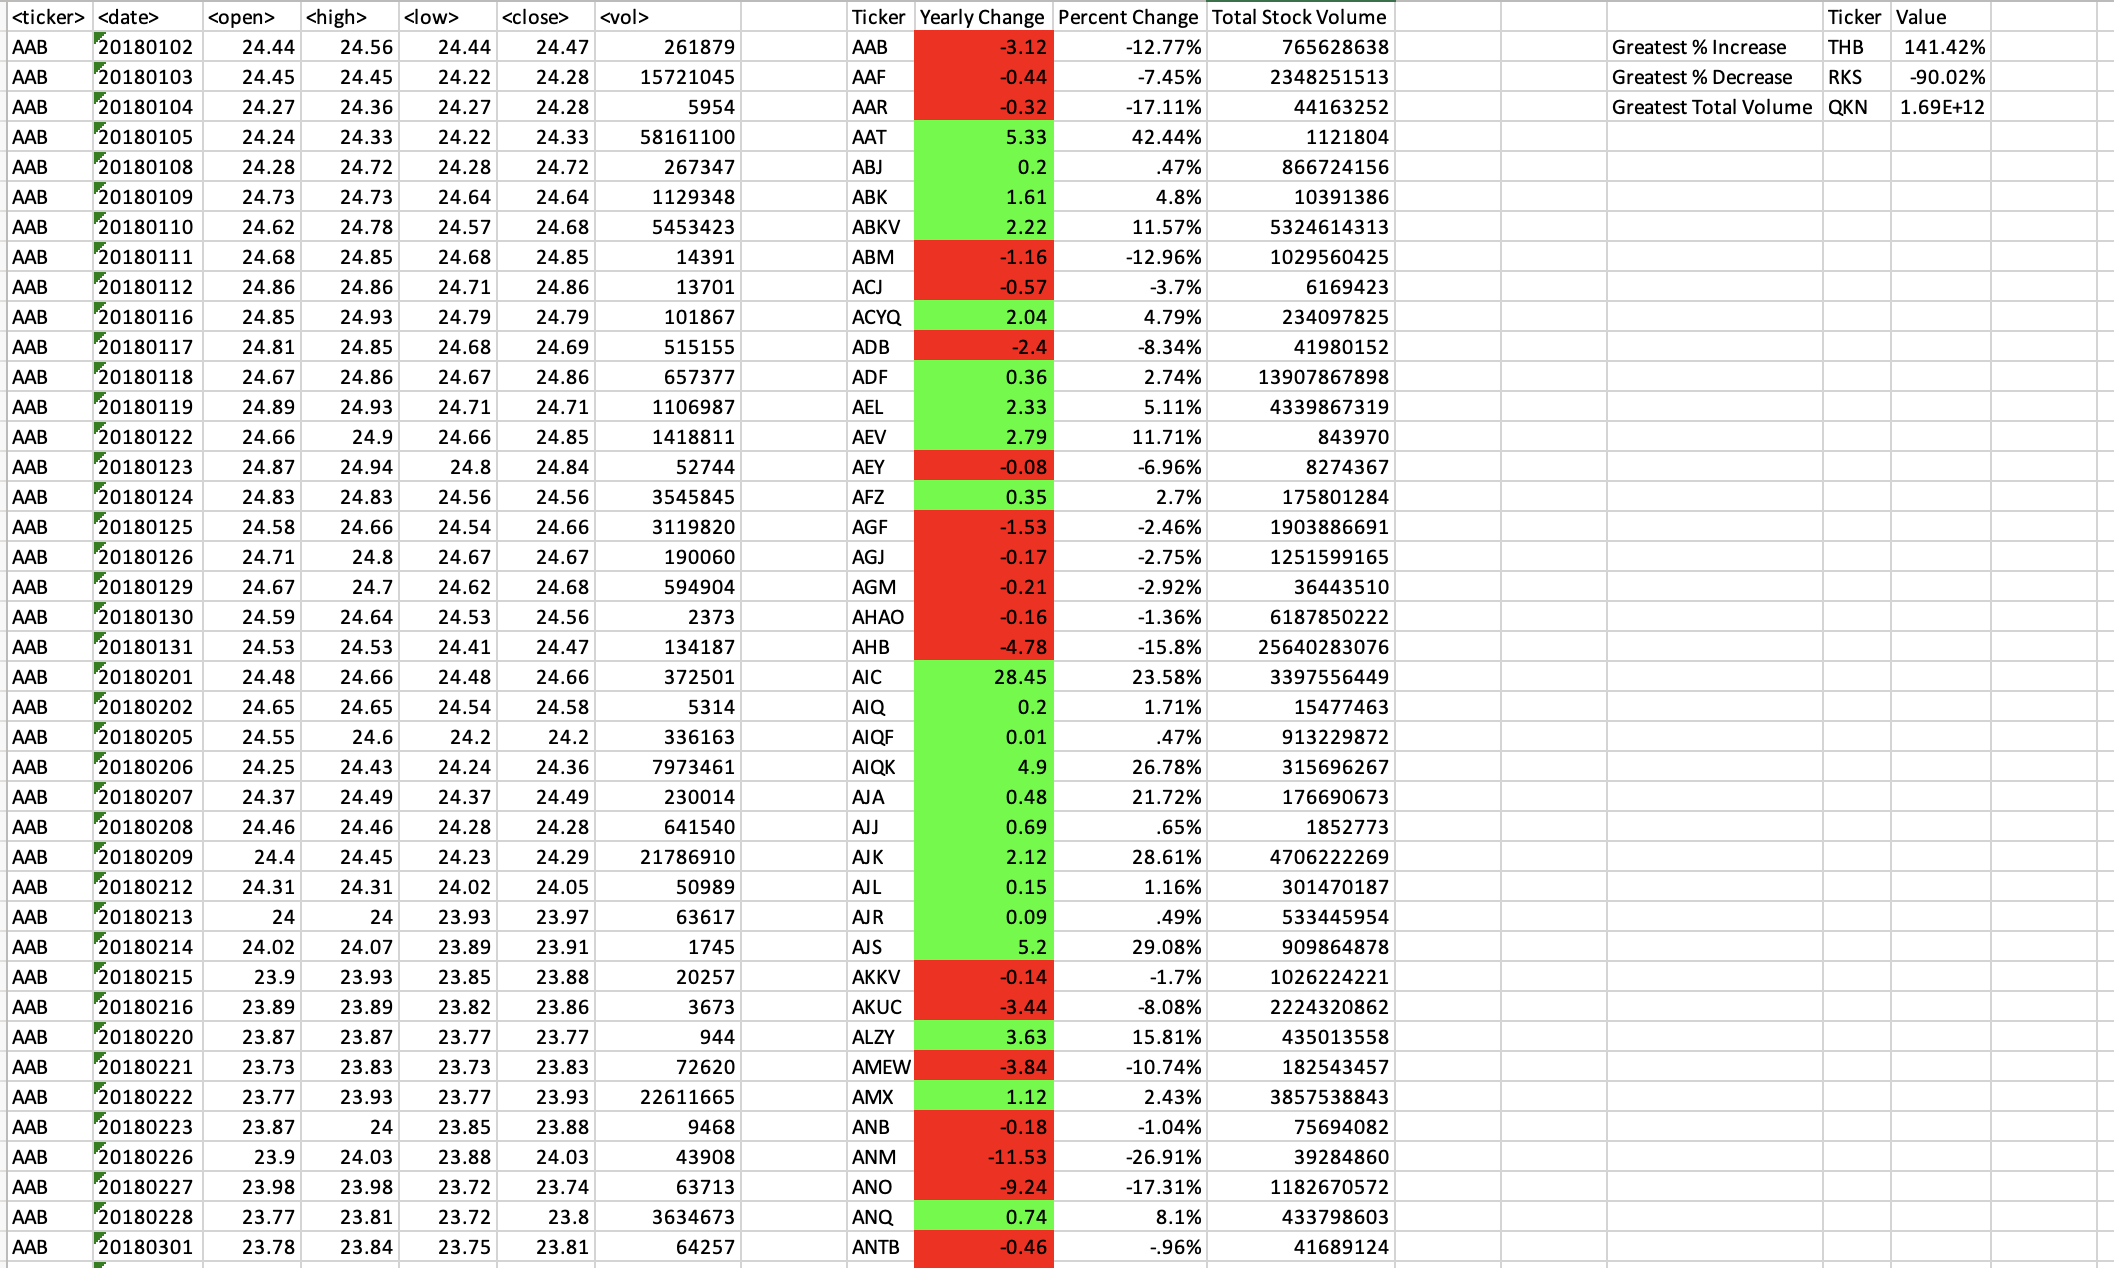 <ticker> <date> <open> <high> <low> <close> <vol> Ticker Yearly Change Percent Change Total Stock Volume Ticker Value
AAB 20180102 24.44 24.56 24.44 24.47 261879 AAB -3.12 -12.77% 765628638 Greatest % Increase THB 141.42%
AAB 20180103 24.45 24.45 24.22 24.28 15721045 AAF -0.44 -7.45% 2348251513 Greatest % Decrease RKS -90.02%
AAB 20180104 24.27 24.36 24.27 24.28 5954 AAR -0.32 -17.11% 44163252 Greatest Total Volume QKN 1.69E+12
AAB 20180105 24.24 24.33 24.22 24.33 58161100 AAT 5.33 42.44% 1121804
AAB 20180108 24.28 24.72 24.28 24.72 267347 ABJ 0.2 .47% 866724156
AAB 20180109 24.73 24.73 24.64 24.64 1129348 ABK 1.61 4.8% 10391386
AAB 20180110 24.62 24.78 24.57 24.68 5453423 ABKV 2.22 11.57% 5324614313
AAB 20180111 24.68 24.85 24.68 24.85 14391 ABM -1.16 -12.96% 1029560425
AAB 20180112 24.86 24.86 24.71 24.86 13701 ACJ -0.57 -3.7% 6169423
AAB 20180116 24.85 24.93 24.79 24.79 101867 ACYQ 2.04 4.79% 234097825
AAB 20180117 24.81 24.85 24.68 24.69 515155 ADB -2.4 -8.34% 41980152
AAB 20180118 24.67 24.86 24.67 24.86 657377 ADF 0.36 2.74% 13907867898
AAB 20180119 24.89 24.93 24.71 24.71 1106987 AEL 2.33 5.11% 4339867319
AAB 20180122 24.66 24.9 24.66 24.85 1418811 AEV 2.79 11.71% 843970
AAB 20180123 24.87 24.94 24.8 24.84 52744 AEY -0.08 -6.96% 8274367
AAB 20180124 24.83 24.83 24.56 24.56 3545845 AFZ 0.35 2.7% 175801284
AAB 20180125 24.58 24.66 24.54 24.66 3119820 AGF -1.53 -2.46% 1903886691
AAB 20180126 24.71 24.8 24.67 24.67 190060 AGJ -0.17 -2.75% 1251599165
AAB 20180129 24.67 24.7 24.62 24.68 594904 AGM -0.21 -2.92% 36443510
AAB 20180130 24.59 24.64 24.53 24.56 2373 AHAO -0.16 -1.36% 6187850222
AAB 20180131 24.53 24.53 24.41 24.47 134187 AHB -4.78 -15.8% 25640283076
AAB 20180201 24.48 24.66 24.48 24.66 372501 AIC 28.45 23.58% 3397556449
AAB 20180202 24.65 24.65 24.54 24.58 5314 AIQ 0.2 1.71% 15477463
AAB 20180205 24.55 24.6 24.2 24.2 336163 AIQF 0.01 .47% 913229872
AAB 20180206 24.25 24.43 24.24 24.36 7973461 AIQK 4.9 26.78% 315696267
AAB 20180207 24.37 24.49 24.37 24.49 230014 AJA 0.48 21.72% 176690673
AAB 20180208 24.46 24.46 24.28 24.28 641540 AJJ 0.69 .65% 1852773
AAB 20180209 24.4 24.45 24.23 24.29 21786910 AJK 2.12 28.61% 4706222269
AAB 20180212 24.31 24.31 24.02 24.05 50989 AJL 0.15 1.16% 301470187
AAB 20180213 24 24 23.93 23.97 63617 AJR 0.09 .49% 533445954
AAB 20180214 24.02 24.07 23.89 23.91 1745 AJS 5.2 29.08% 909864878
AAB 20180215 23.9 23.93 23.85 23.88 20257 AKKV -0.14 -1.7% 1026224221
AAB 20180216 23.89 23.89 23.82 23.86 3673 AKUC -3.44 -8.08% 2224320862
AAB 20180220 23.87 23.87 23.77 23.77 944 ALZY 3.63 15.81% 435013558
AAB 20180221 23.73 23.83 23.73 23.83 72620 AMEW -3.84 -10.74% 182543457
AAB 20180222 23.77 23.93 23.77 23.93 22611665 AMX 1.12 2.43% 3857538843
AAB 20180223 23.87 24 23.85 23.88 9468 ANB -0.18 -1.04% 75694082
AAB 20180226 23.9 24.03 23.88 24.03 43908 ANM -11.53 -26.91% 39284860
AAB 20180227 23.98 23.98 23.72 23.74 63713 ANO -9.24 -17.31% 1182670572
AAB 20180228 23.77 23.81 23.72 23.8 3634673 ANQ 0.74 8.1% 433798603
AAB 20180301 23.78 23.84 23.75 23.81 64257 ANTB -0.46 -.96% 41689124